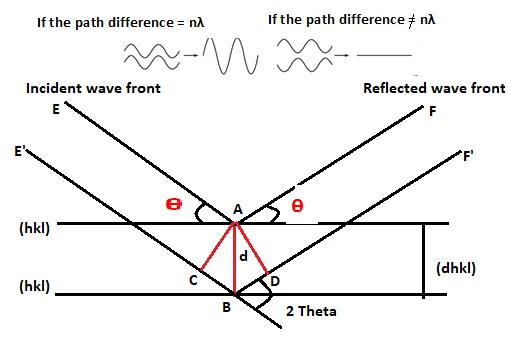 If the path difference = nλ
If the path difference ≠ nλ
Incident wave front
Reflected wave front
E
F
E'
F'
Θ
A
θ
(hkl)
d
(dhkl)
C
D
(hkl)
B
2 Theta